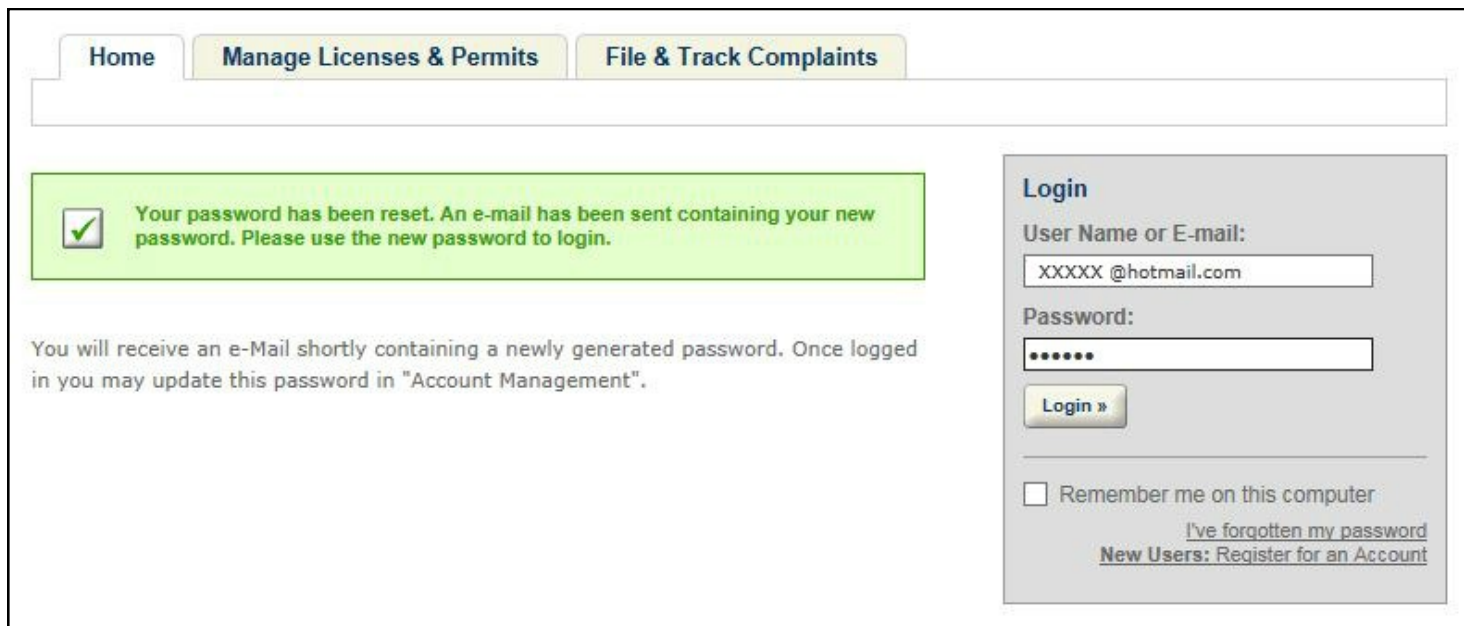 Home
Manage Licenses & Permits
File & Track Complaints
Your password has been reset. An e-mail has been sent containing your new
password. Please use the new password to login.
You will receive an e-Mail shortly containing a newly generated password. Once logged
in you may update this password in "Account Management".
Login
User Name or E-mail:
XXXXX @hotmail.com
Password:
••••••
Login »
Remember me on this computer
I've forgotten my password
New Users: Register for an Account